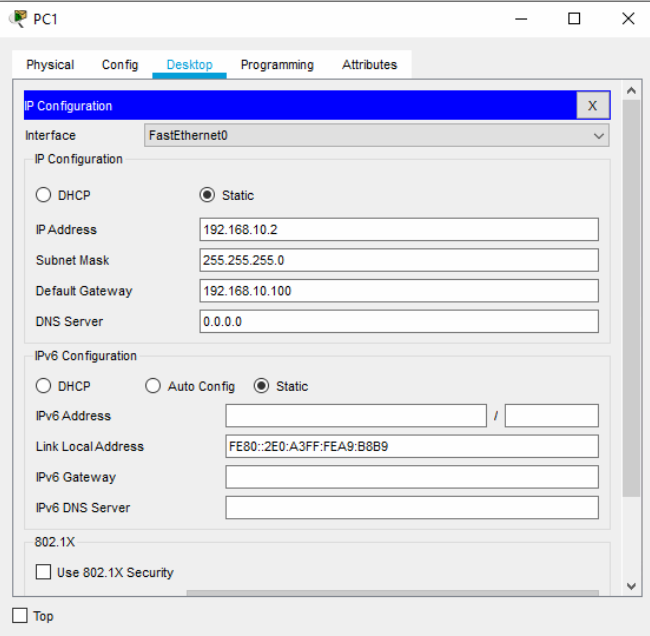 PC1
Physical Config Desktop Programming Attributes
IP Configuration X
Interface FastEthernet0
IP Configuration
DHCP Static
IP Address 192.168.10.2
Subnet Mask 255.255.255.0
Default Gateway 192.168.10.100
DNS Server 0.0.0.0
IPv6 Configuration
DHCP Auto Config Static
IPv6 Address /
Link Local Address FE80::2E0:A3FF:FEA9:B8B9
IPv6 Gateway
IPv6 DNS Server
802.1X
Use 802.1X Security
Top